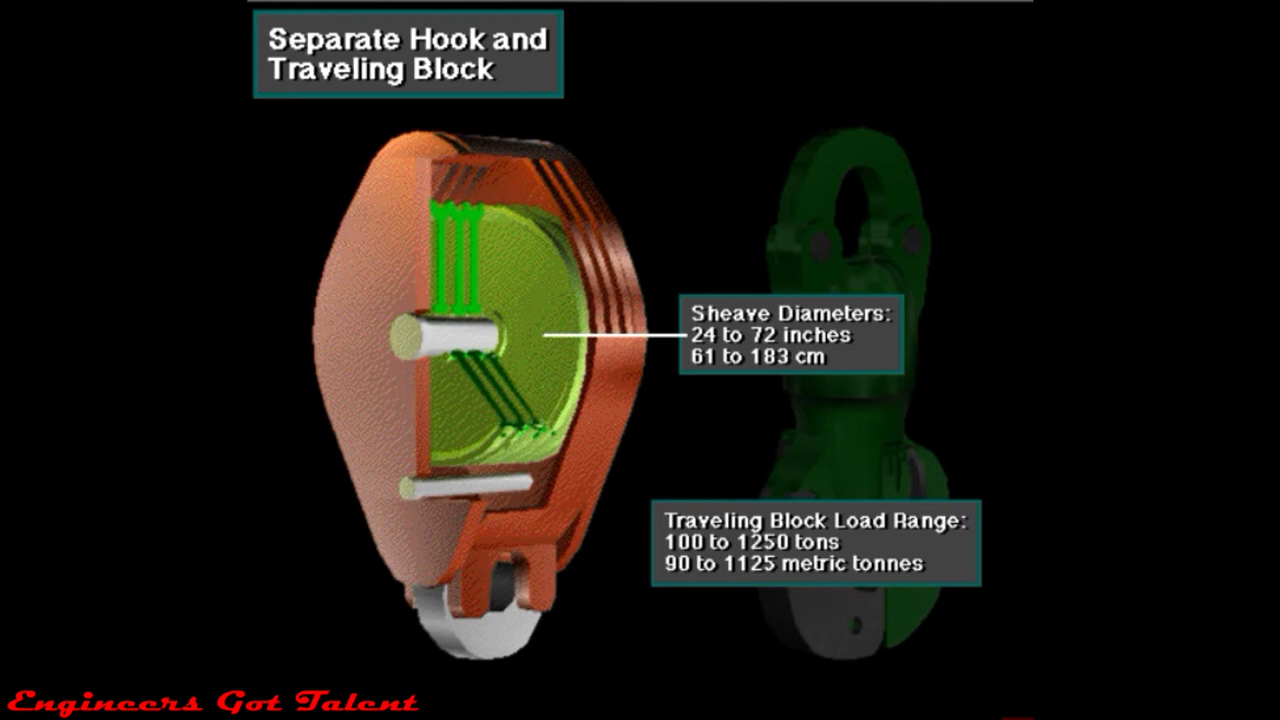 Separate Hook and
Traveling Block
Sheave Diameters:
24 to 72 inches
61 to 183 cm
Traveling Block Load Range:
100 to 1250 tons
90 to 1125 metric tonnes
Engineers Got Talent